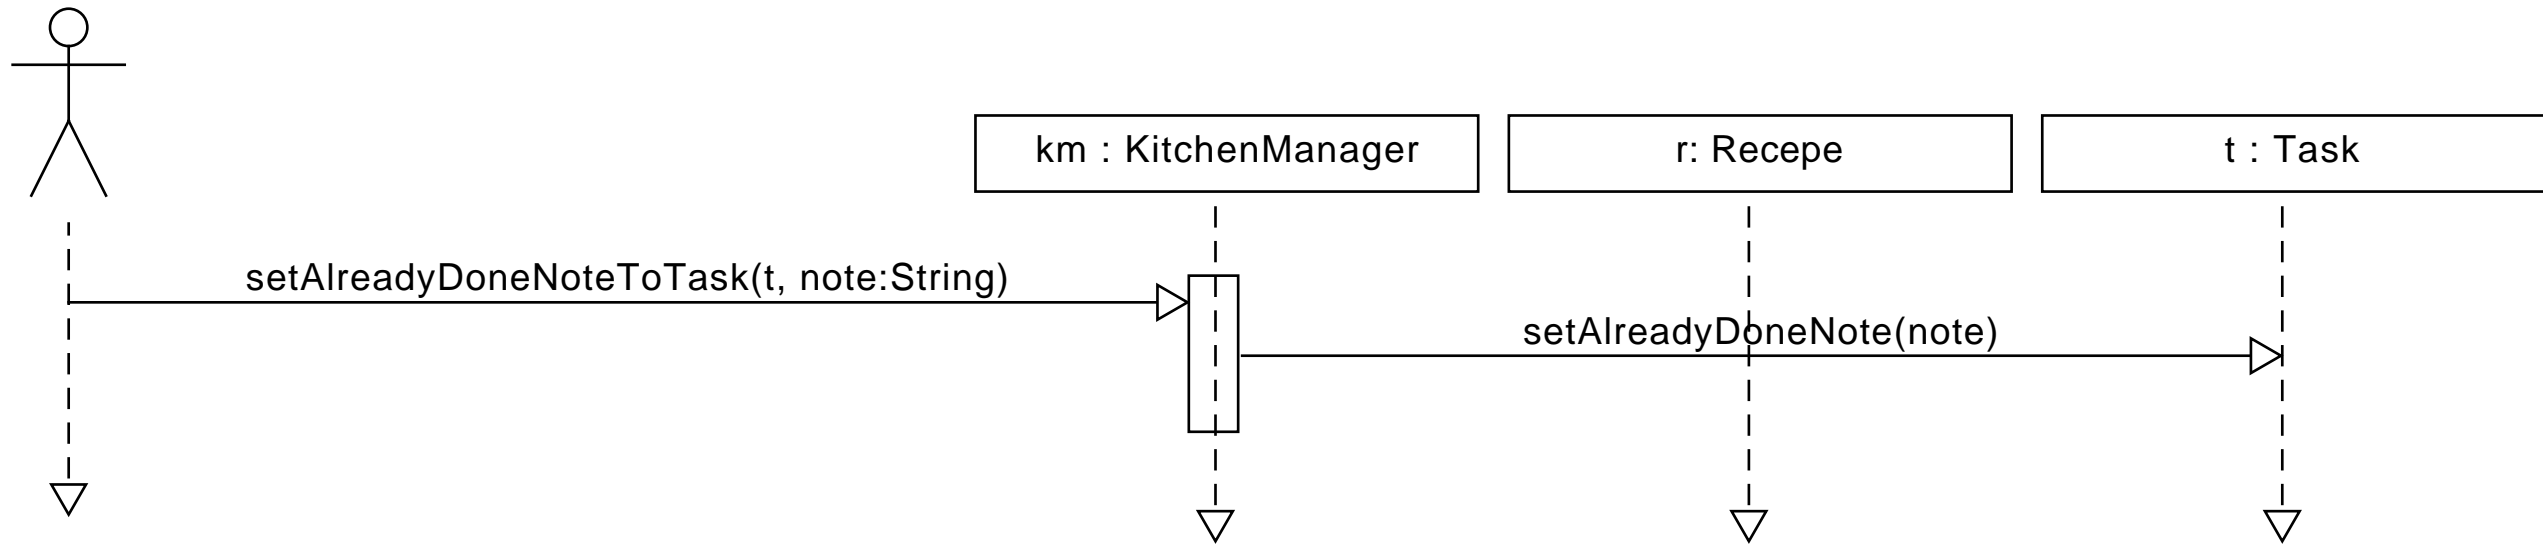 km : KitchenManager
r: Recepe
t : Task
setAlreadyDoneNoteToTask(t, note:String)
setAlreadyDoneNote(note)